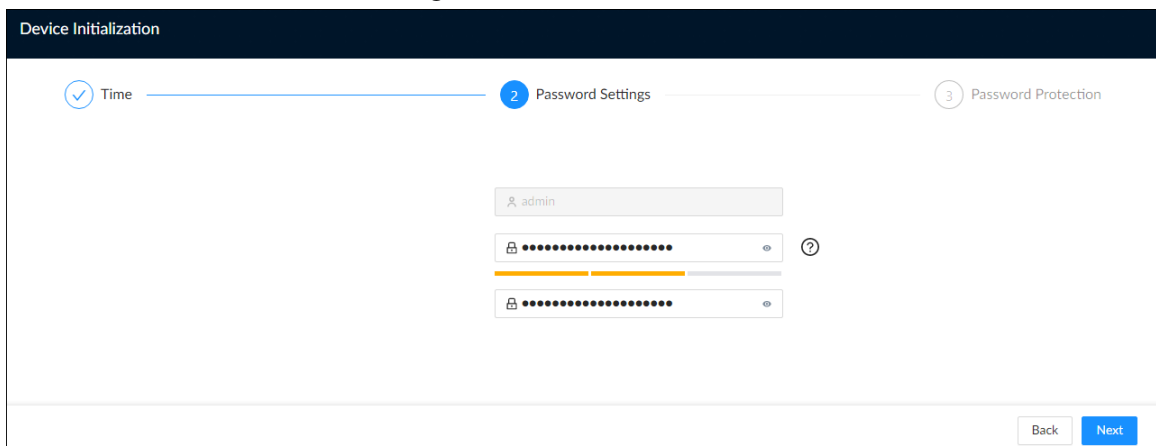 Device Initialization
Time
2 Password Settings
3 Password Protection
admin
●●●●●●●●●●●●●●●●●●●●
?
●●●●●●●●●●●●●●●●●●●●
Back Next